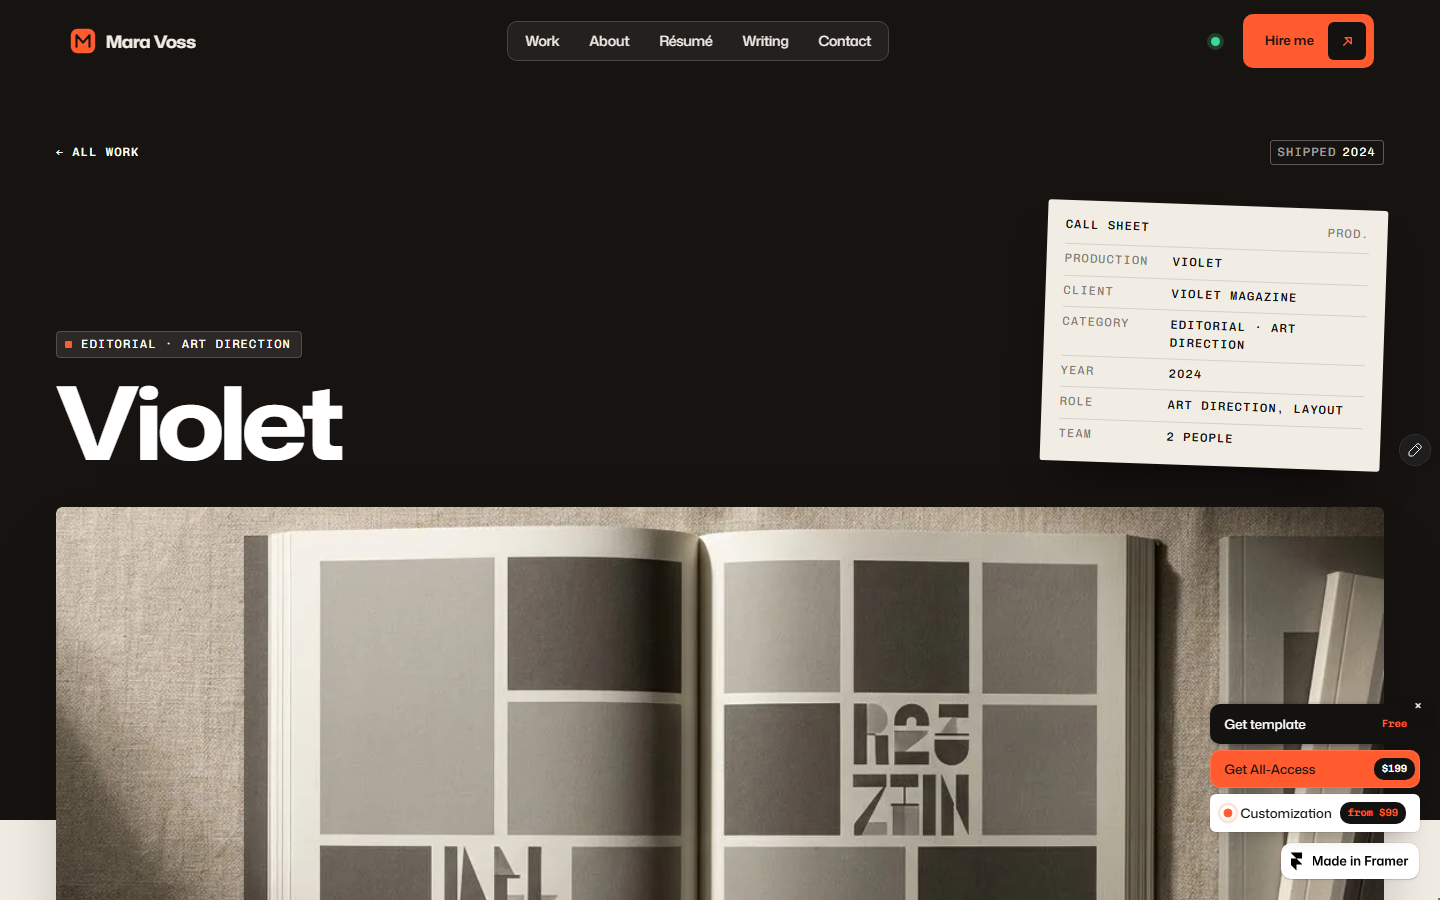 Mara Voss
Work About Résumé Writing Contact
Hire me
← ALL WORK
SHIPPED 2024
CALL SHEET PROD.
PRODUCTION VIOLET
CLIENT VIOLET MAGAZINE
CATEGORY EDITORIAL · ART
DIRECTION
YEAR 2024
ROLE ART DIRECTION, LAYOUT
TEAM 2 PEOPLE
EDITORIAL · ART DIRECTION
Violet
Get template Free
Get All-Access $199
Customization from $99
Made in Framer